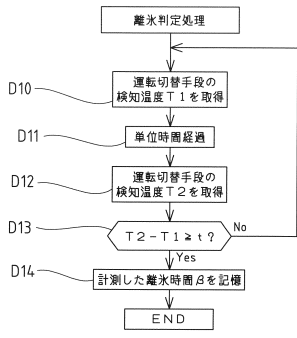 離氷判定処理
D10
運転切替手段の
検知温度T1を取得
D11
単位時間経過
D12
運転切替手段の
検知温度T2を取得
D13
T2-T1≧t?
No
Yes
D14
計測した離氷時間βを記憶
END